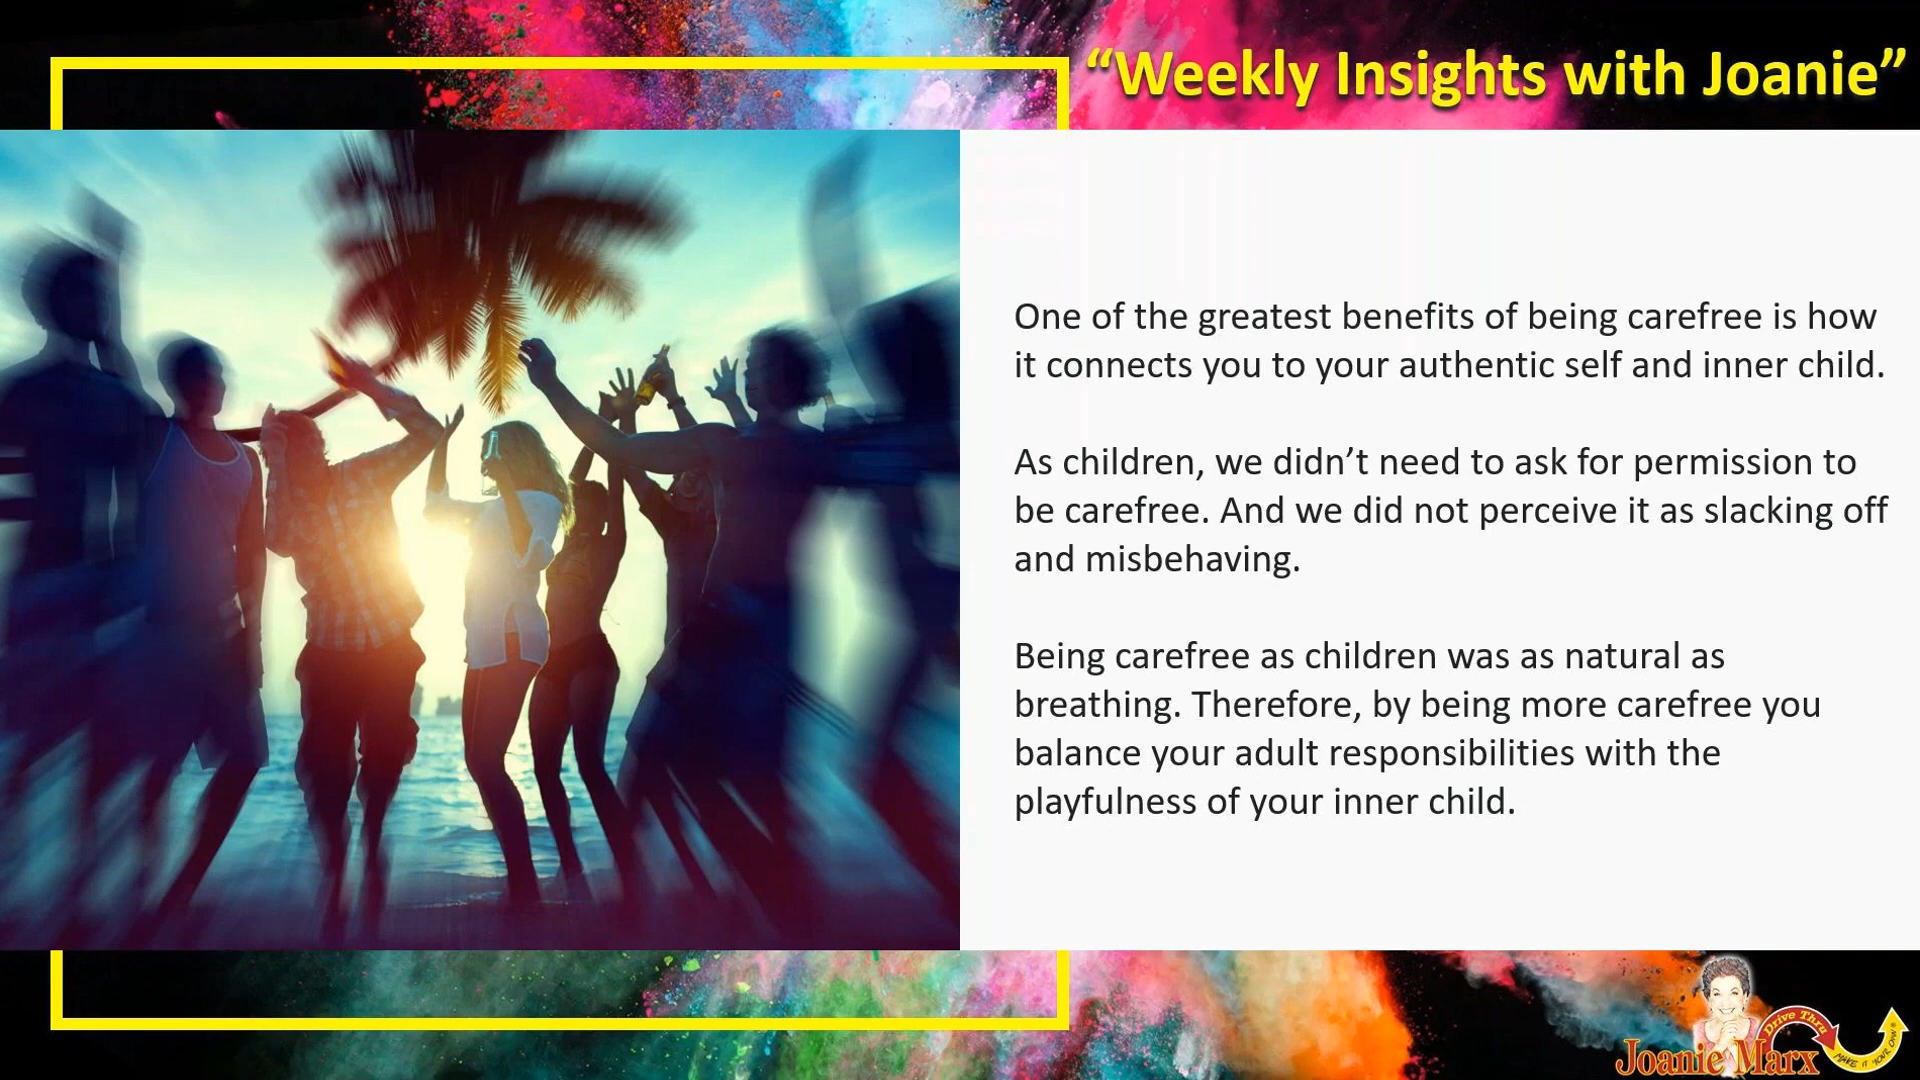 “Weekly Insights with Joanie”
One of the greatest benefits of being carefree is how
it connects you to your authentic self and inner child.
As children, we didn’t need to ask for permission to
be carefree. And we did not perceive it as slacking off
and misbehaving.
Being carefree as children was as natural as
breathing. Therefore, by being more carefree you
balance your adult responsibilities with the
playfulness of your inner child.
Drive Thru
MAKE IT YOUR OWN®
Joanie Marx